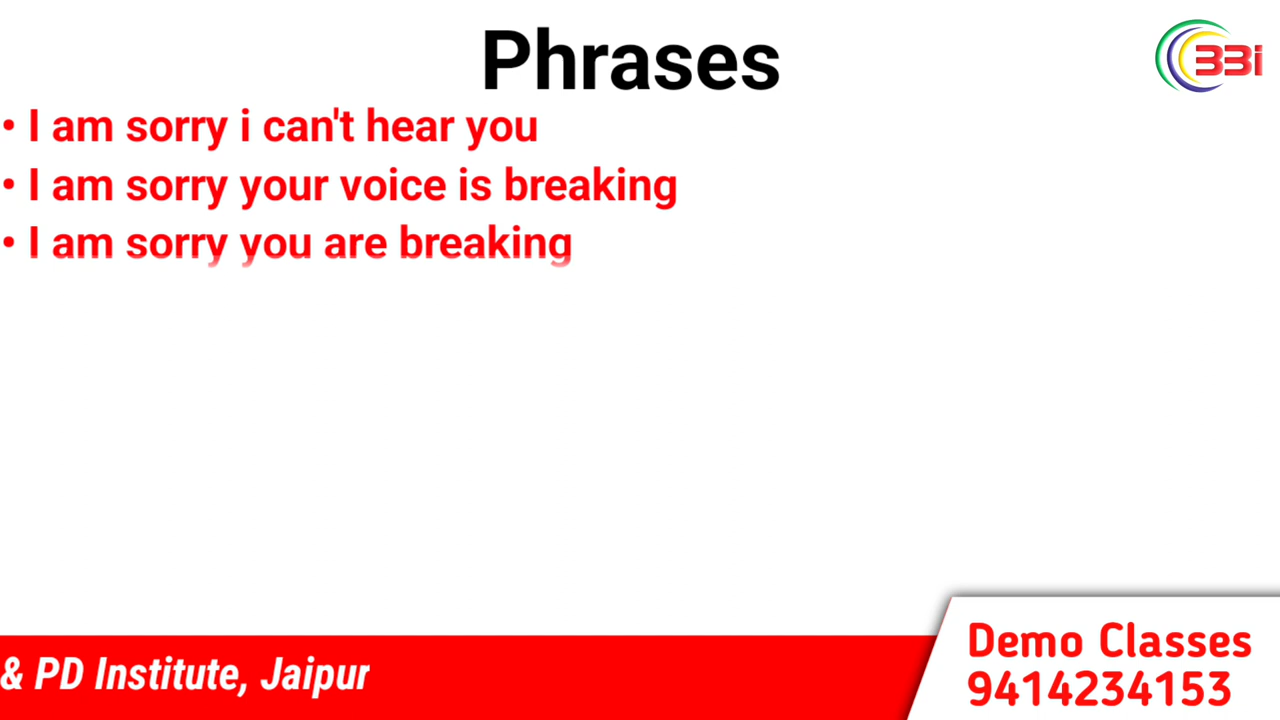 Phrases
33i
• I am sorry i can't hear you
• I am sorry your voice is breaking
• I am sorry you are breaking
& PD Institute, Jaipur
Demo Classes
9414234153